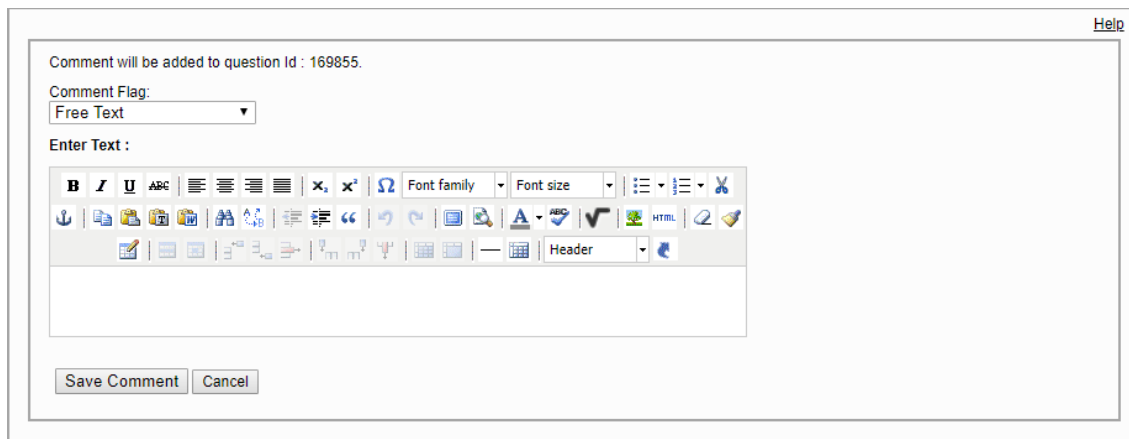 Help
Comment will be added to question Id : 169855.
Comment Flag:
Free Text
Enter Text :
B I U ABC X₂ X² Ω Font family Font size
T W A B ABC HTML
Header
Save Comment Cancel